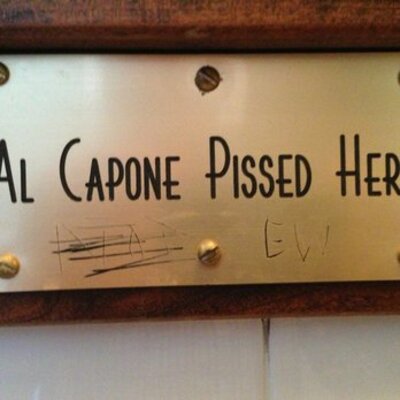 Al Capone Pissed Her
EW